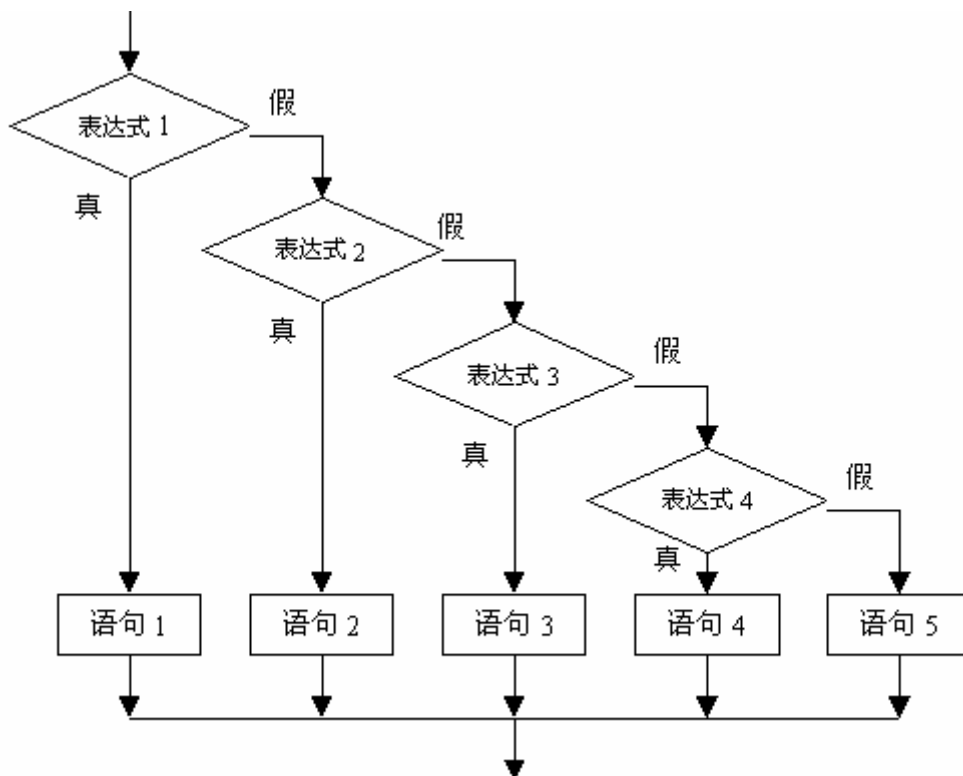 假
表达式 1
真
假
表达式 2
真
假
表达式 3
真
假
表达式 4
真
语句 1
语句 2
语句 3
语句 4
语句 5